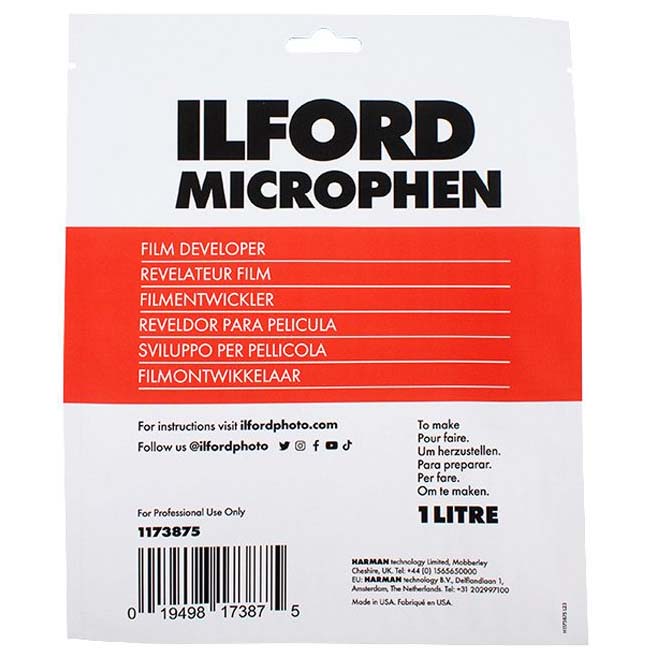 ILFORD
MICROPHEN
FILM DEVELOPER
REVELATEUR FILM
FILMENTWICKLER
REVELDOR PARA PELICULA
SVILUPPO PER PELLICOLA
FILMONTWIKKELAAR
For instructions visit ilfordphoto.com
Follow us @ilfordphoto
To make
Pour faire.
Um herzustellen.
Para preparar.
Per fare.
Om te maken.
1 LITRE
For Professional Use Only
1173875
0 19498 17387 5
HARMAN technology Limited, Mobberley
Cheshire, UK. Tel: +44 (0) 1565650000
EU: HARMAN technology B.V., Delflandlaan 1,
Amsterdam, The Netherlands. Tel: +31 202997100
Made in USA. Fabriqué en USA.